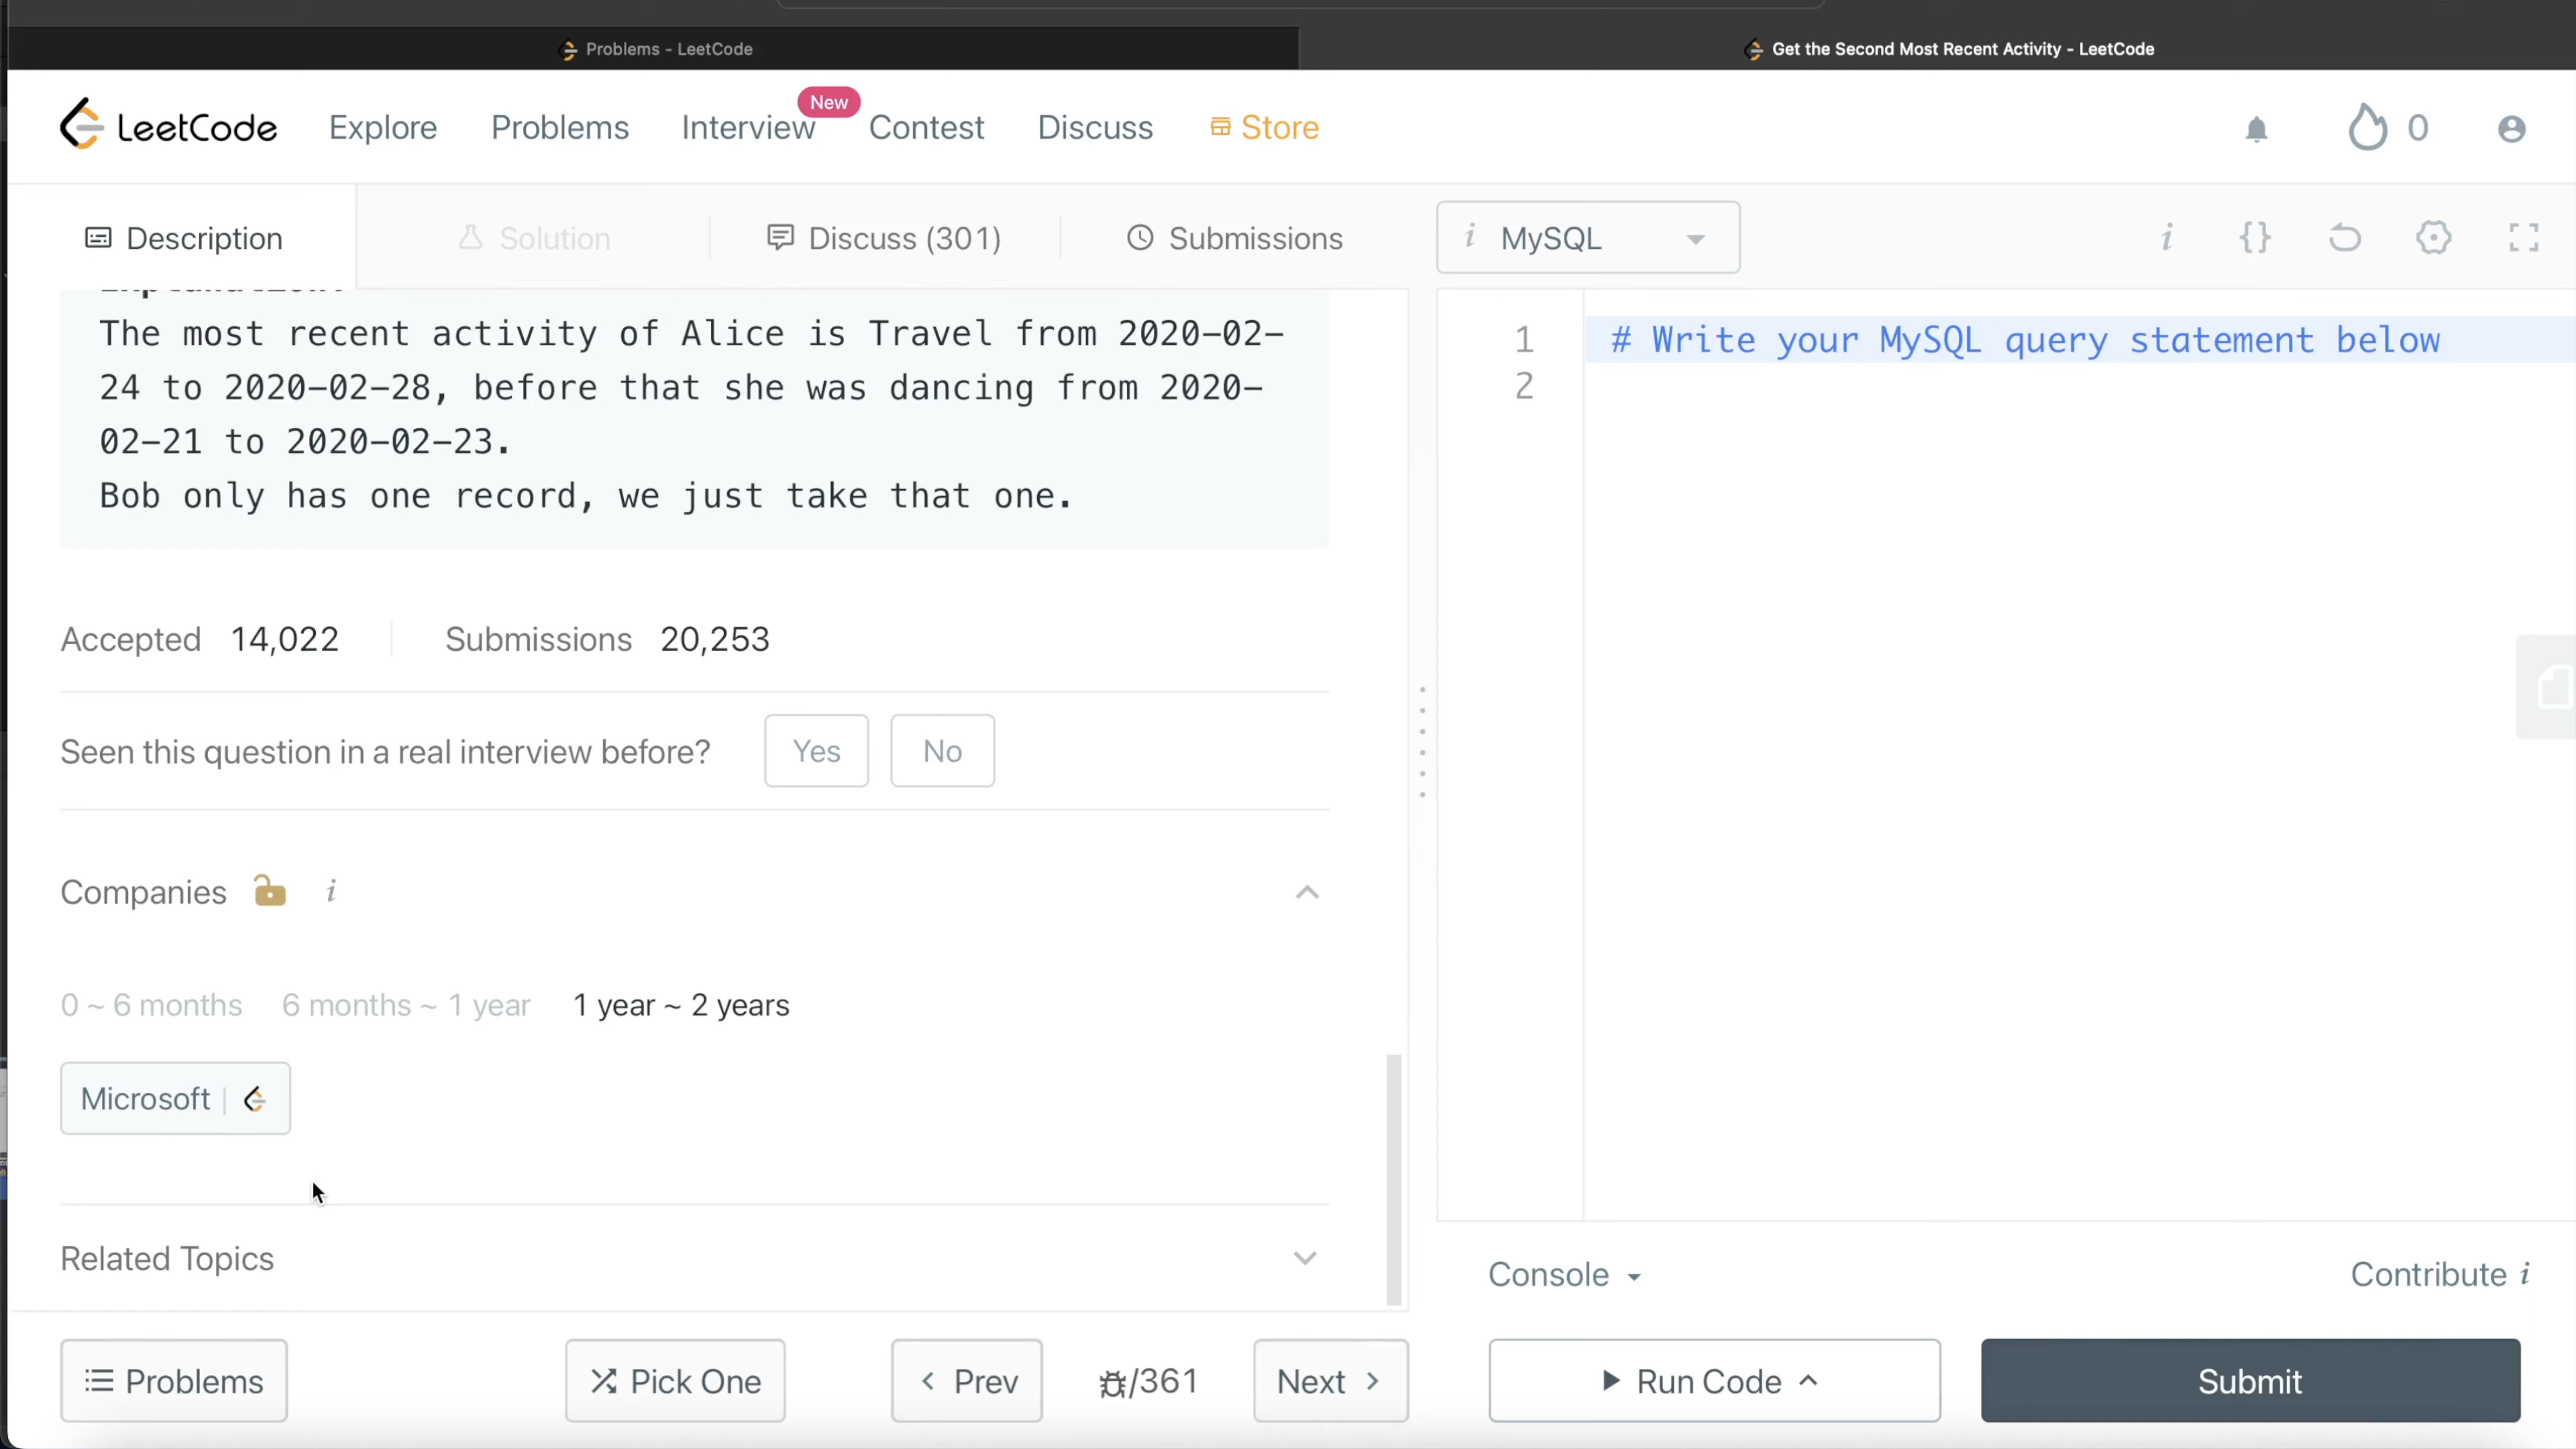 Problems - LeetCode
Get the Second Most Recent Activity - LeetCode
LeetCode
Explore
Problems
Interview
New
Contest
Discuss
Store
0
Description
Solution
Discuss (301)
Submissions
i MySQL
i
{}
The most recent activity of Alice is Travel from 2020-02-
24 to 2020-02-28, before that she was dancing from 2020-
02-21 to 2020-02-23.
Bob only has one record, we just take that one.
1 # Write your MySQL query statement below
2
Accepted 14,022 Submissions 20,253
Seen this question in a real interview before? Yes No
Companies i
0 ~ 6 months 6 months ~ 1 year 1 year ~ 2 years
Microsoft
Related Topics
Console
Contribute i
Problems
Pick One
Prev
/361
Next
Run Code
Submit